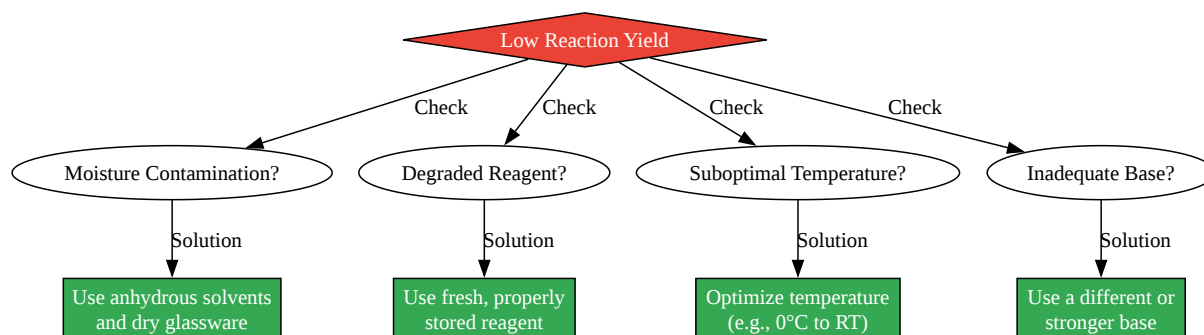 Low Reaction Yield
Check
Check
Check
Check
Moisture Contamination?
Degraded Reagent?
Suboptimal Temperature?
Inadequate Base?
Solution
Solution
Solution
Solution
Use anhydrous solvents
and dry glassware
Use fresh, properly
stored reagent
Optimize temperature
(e.g., 0°C to RT)
Use a different or
stronger base